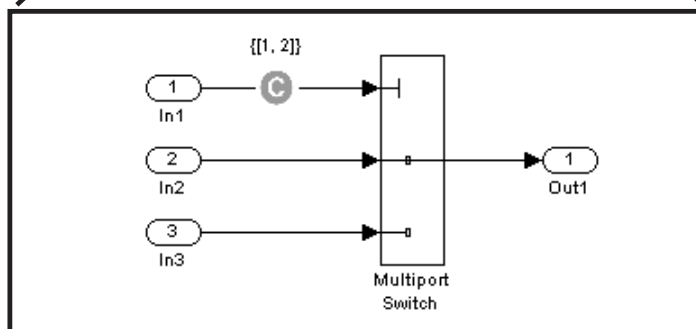 {[1, 2]}
1
C
In1
2
1
In2
Out1
3
In3
Multiport
Switch